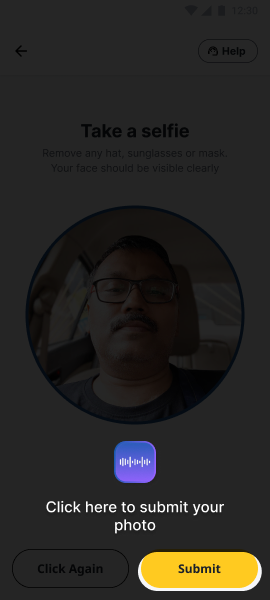 12:30
Help
Take a selfie
Remove any hat, sunglasses or mask.
Your face should be visible clearly
Click here to submit your
photo
Click Again
Submit